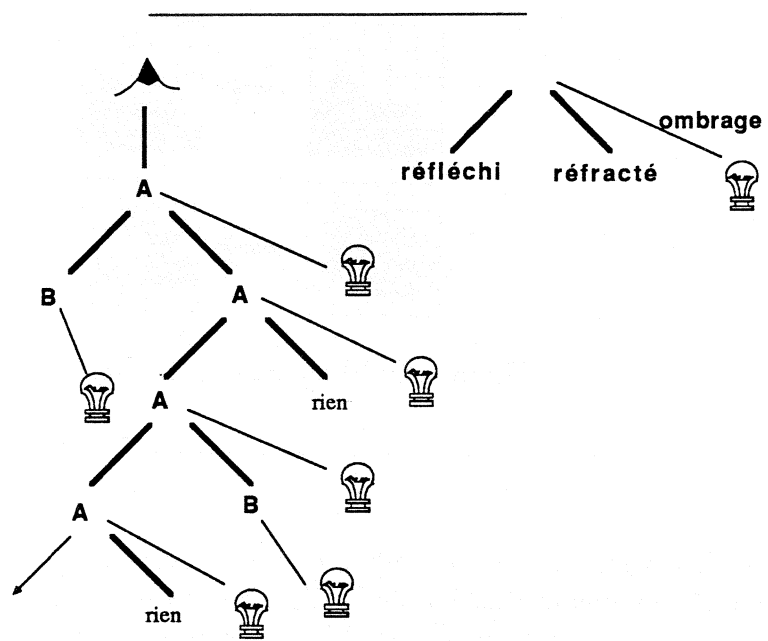 ombrage
réfléchi réfracté
A
B A
A rien
A B
rien